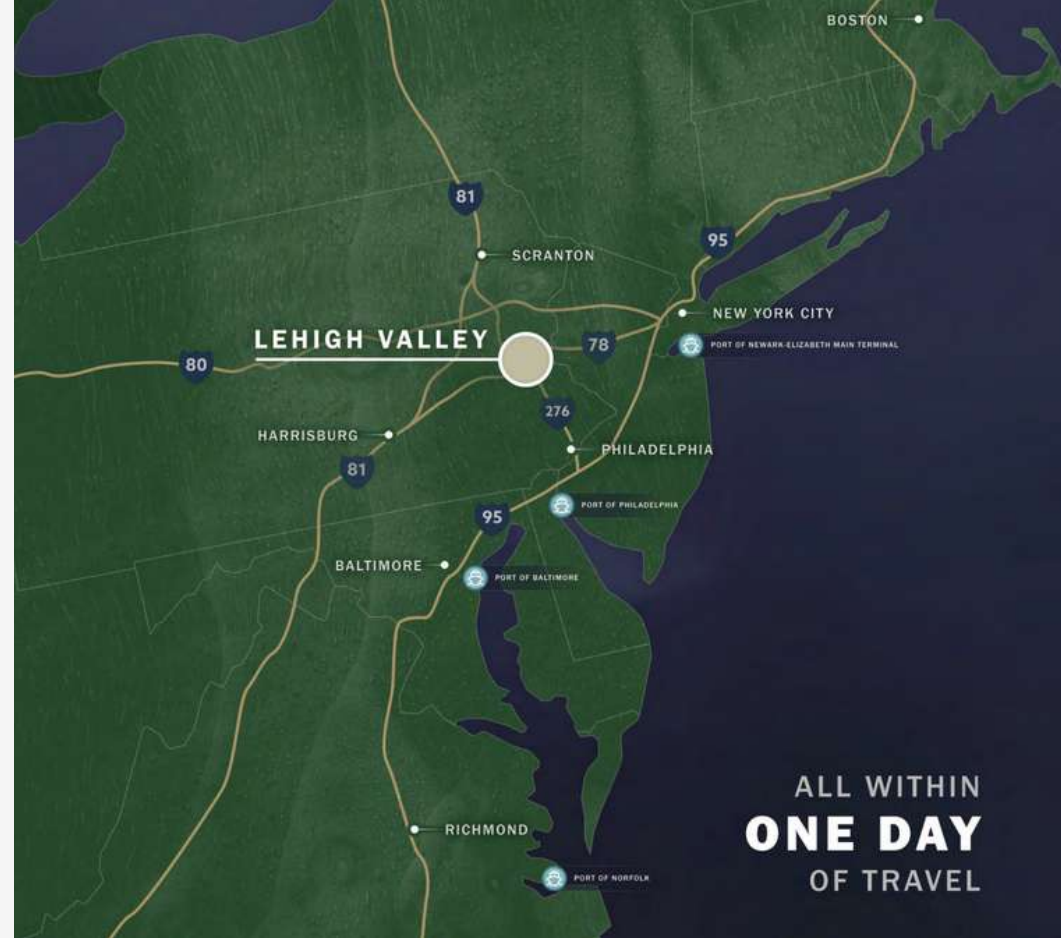 BOSTON
81
95
SCRANTON
NEW YORK CITY
LEHIGH VALLEY
78
PORT OF NEWARK-ELIZABETH MAIN TERMINAL
80
276
HARRISBURG
PHILADELPHIA
81
PORT OF PHILADELPHIA
95
BALTIMORE
PORT OF BALTIMORE
ALL WITHIN
ONE DAY
OF TRAVEL
RICHMOND
PORT OF NORFOLK